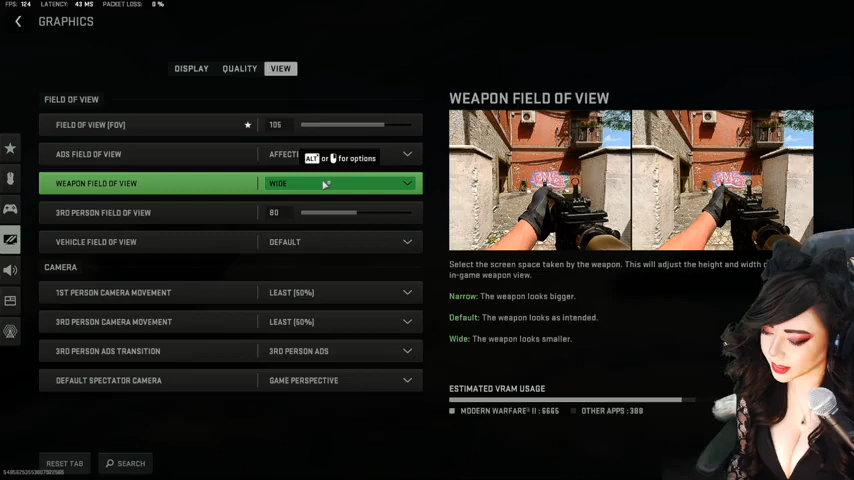 FPS: 124 LATENCY: 43 MS PACKET LOSS: 0 %
GRAPHICS
DISPLAY QUALITY VIEW
FIELD OF VIEW
FIELD OF VIEW (FOV) 105
ADS FIELD OF VIEW AFFECT
ALT or for options
WEAPON FIELD OF VIEW WIDE
3RD PERSON FIELD OF VIEW 80
VEHICLE FIELD OF VIEW DEFAULT
CAMERA
1ST PERSON CAMERA MOVEMENT LEAST (50%)
3RD PERSON CAMERA MOVEMENT LEAST (50%)
3RD PERSON ADS TRANSITION 3RD PERSON ADS
DEFAULT SPECTATOR CAMERA GAME PERSPECTIVE
RESET TAB SEARCH
WEAPON FIELD OF VIEW
Select the screen space taken by the weapon. This will adjust the height and width
in-game weapon view.
Narrow: The weapon looks bigger.
Default: The weapon looks as intended.
Wide: The weapon looks smaller.
ESTIMATED VRAM USAGE
MODERN WARFARE® II : 6665 OTHER APPS : 388